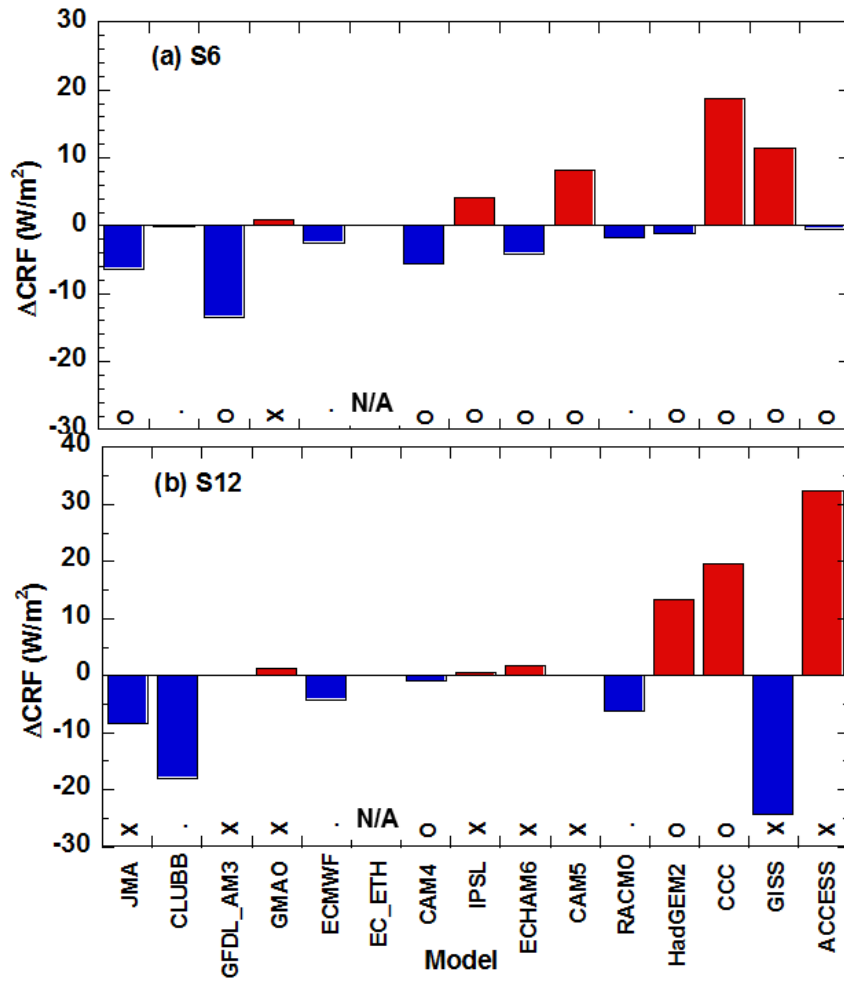 30
(a) S6
20
10
0
-10
-20
-30
ΔCRF (W/m²)
O . O X . N/A O O O O . O O O O
40
(b) S12
30
20
10
0
-10
-20
-30
ΔCRF (W/m²)
X . X X . N/A O X X X . O O X X
JMA
CLUBB
GFDL_AM3
GMAO
ECMWF
EC_ETH
CAM4
IPSL
ECHAM6
CAM5
RACMO
HadGEM2
CCC
GISS
ACCESS
Model